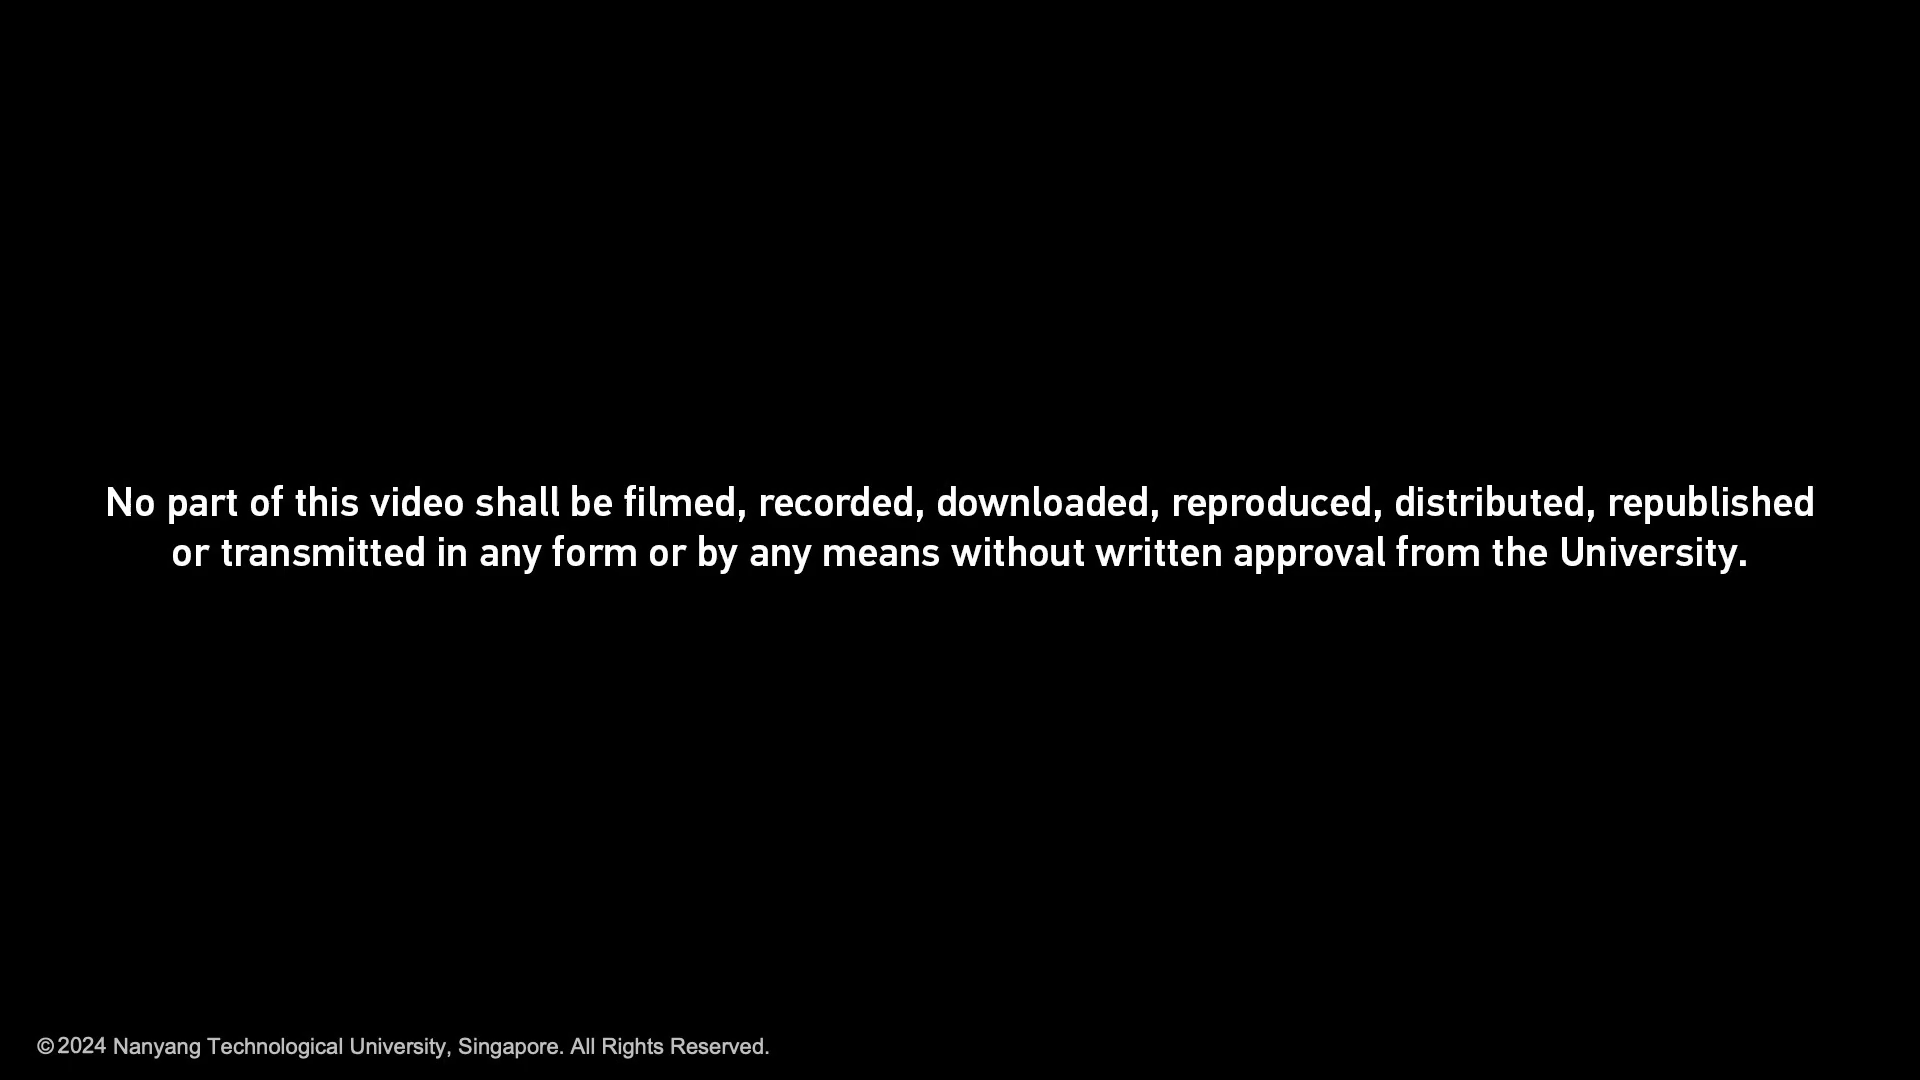 No part of this video shall be filmed, recorded, downloaded, reproduced, distributed, republished
or transmitted in any form or by any means without written approval from the University.
©2024 Nanyang Technological University, Singapore. All Rights Reserved.